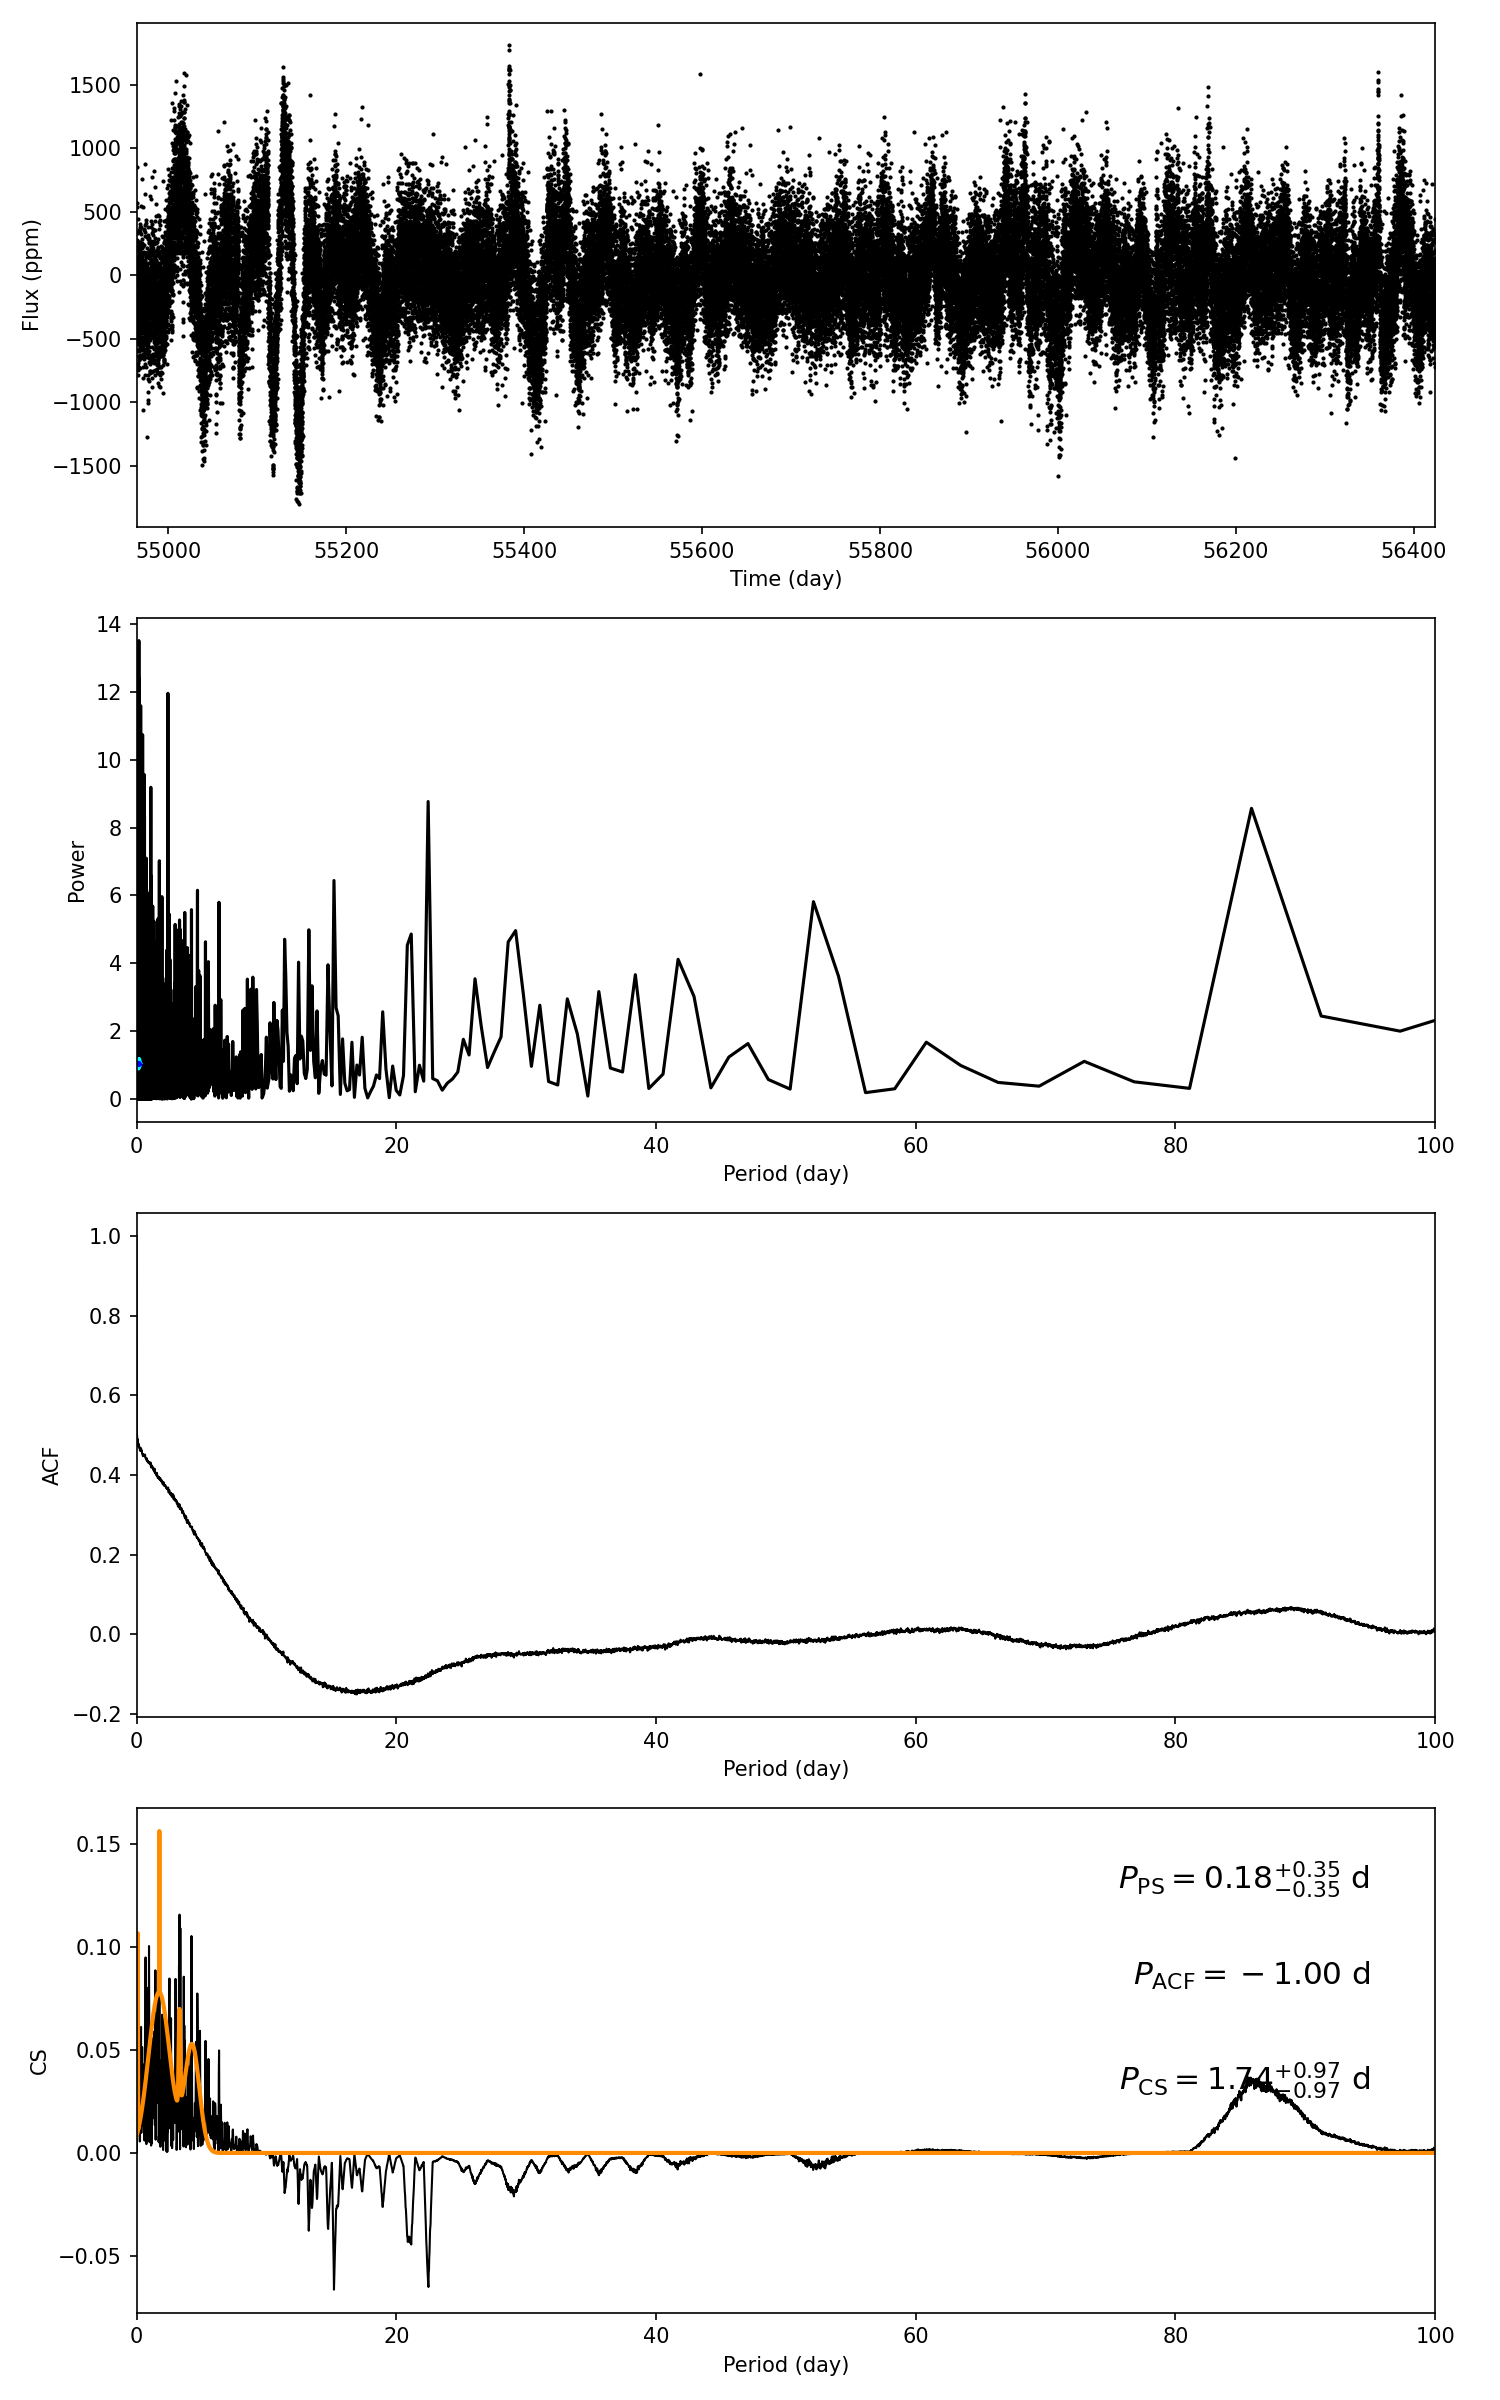 1500
1000
500
0
−500
−1000
−1500
Flux (ppm)
55000 55200 55400 55600 55800 56000 56200 56400
Time (day)
14
12
10
8
6
4
2
0
Power
0 20 40 60 80 100
Period (day)
1.0
0.8
0.6
0.4
0.2
0.0
−0.2
ACF
0 20 40 60 80 100
Period (day)
0.15
0.10
0.05
0.00
−0.05
CS
P_PS = 0.18^{+0.35}_{−0.35} d
P_ACF = −1.00 d
P_CS = 1.74^{+0.97}_{−0.97} d
0 20 40 60 80 100
Period (day)